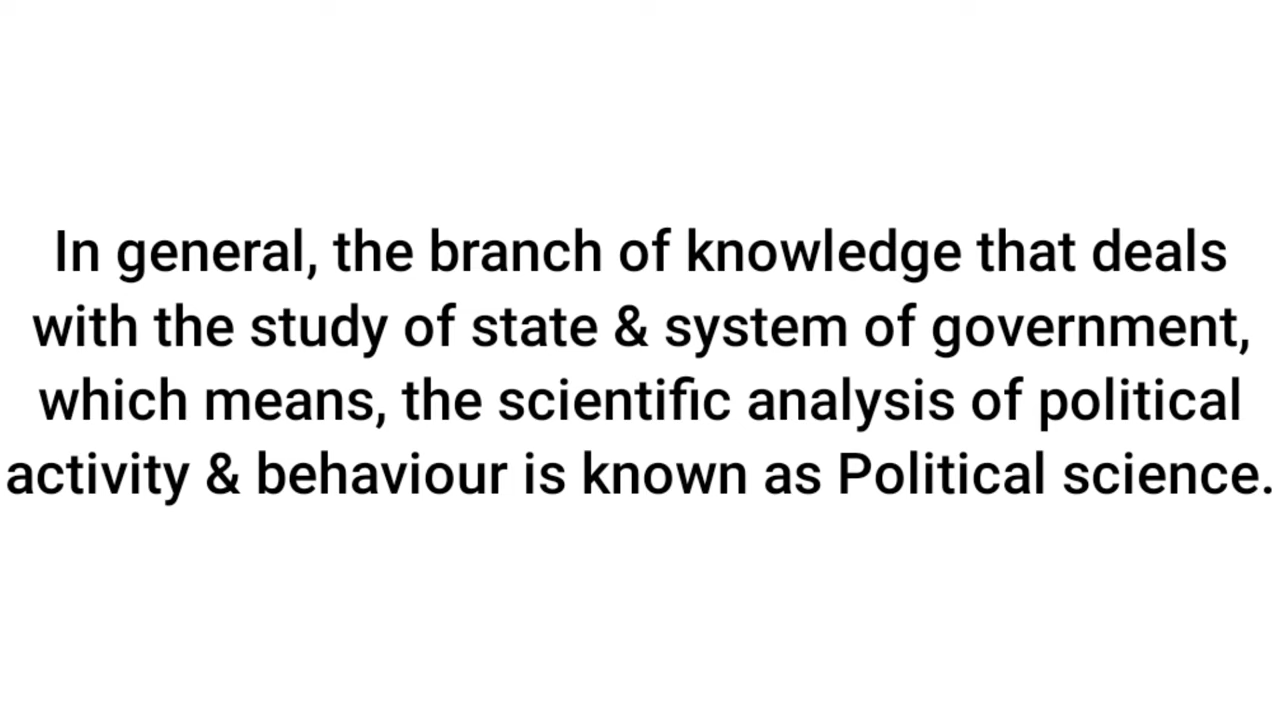 In general, the branch of knowledge that deals
with the study of state & system of government,
which means, the scientific analysis of political
activity & behaviour is known as Political science.